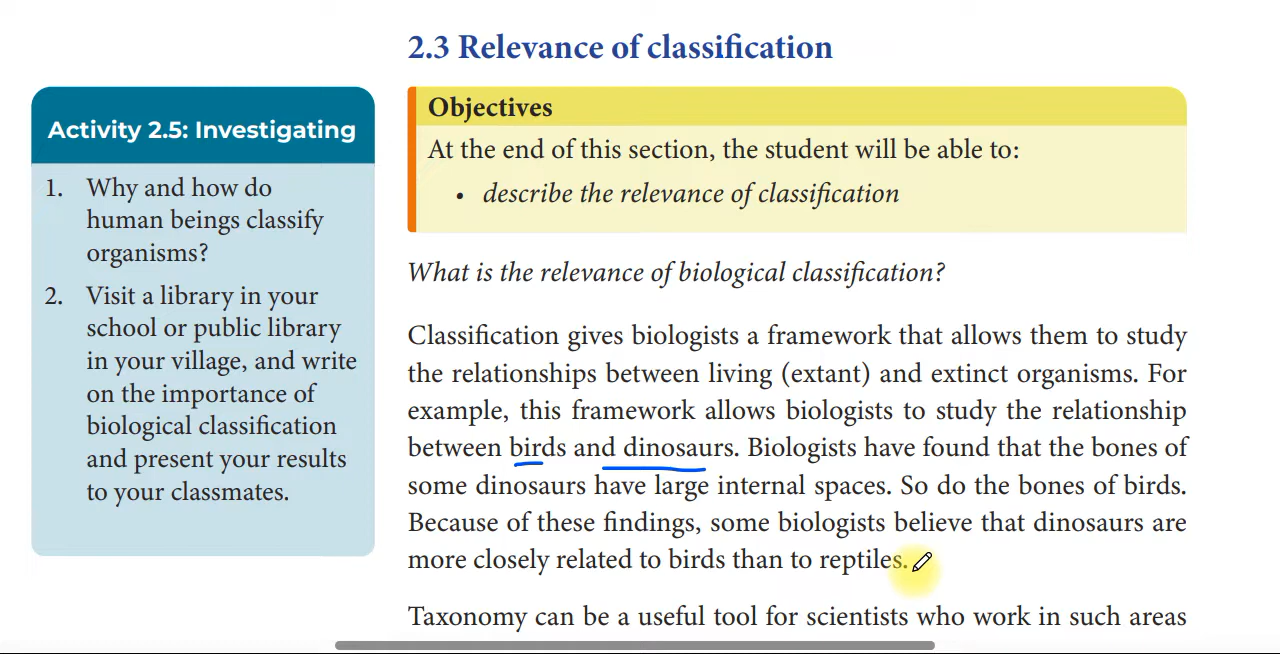 2.3 Relevance of classification
Activity 2.5: Investigating
1. Why and how do
human beings classify
organisms?
2. Visit a library in your
school or public library
in your village, and write
on the importance of
biological classification
and present your results
to your classmates.
Objectives
At the end of this section, the student will be able to:
• describe the relevance of classification
What is the relevance of biological classification?
Classification gives biologists a framework that allows them to study
the relationships between living (extant) and extinct organisms. For
example, this framework allows biologists to study the relationship
between birds and dinosaurs. Biologists have found that the bones of
some dinosaurs have large internal spaces. So do the bones of birds.
Because of these findings, some biologists believe that dinosaurs are
more closely related to birds than to reptiles.
Taxonomy can be a useful tool for scientists who work in such areas